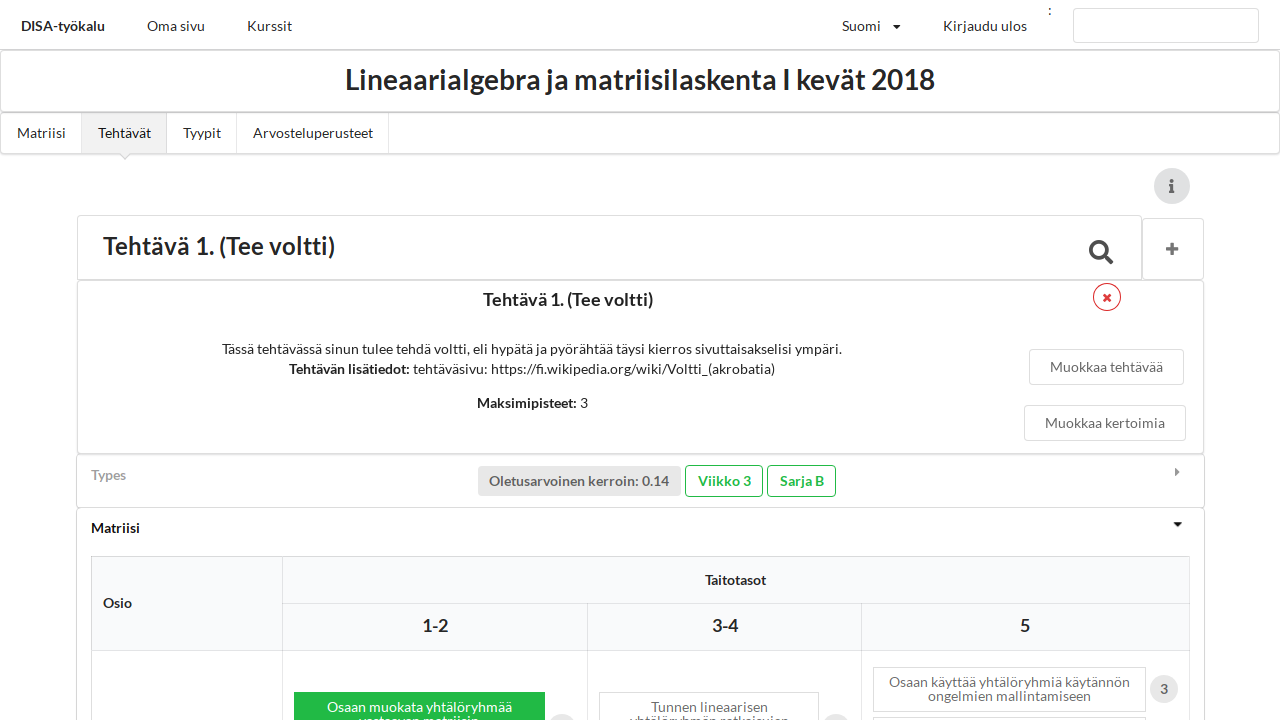 DISA-työkalu Oma sivu Kurssit Suomi Kirjaudu ulos :
Lineaarialgebra ja matriisilaskenta I kevät 2018
Matriisi Tehtävät Tyypit Arvosteluperusteet
Tehtävä 1. (Tee voltti)
Tehtävä 1. (Tee voltti)
Tässä tehtävässä sinun tulee tehdä voltti, eli hypätä ja pyörähtää täysi kierros sivuttaisakselisi ympäri.
Tehtävän lisätiedot: tehtäväsivu: https://fi.wikipedia.org/wiki/Voltti_(akrobatia)
Maksimipisteet: 3
Muokkaa tehtävää
Muokkaa kertoimia
Types Oletusarvoinen kerroin: 0.14 Viikko 3 Sarja B
Matriisi
Osio
Taitotasot
1-2 3-4 5
Osaan käyttää yhtälöryhmiä käytännön
ongelmien mallintamiseen
3
Osaan muokata yhtälöryhmää
vastaavan matriisin
Tunnen lineaarisen
yhtälöryhmän ratkaisujen